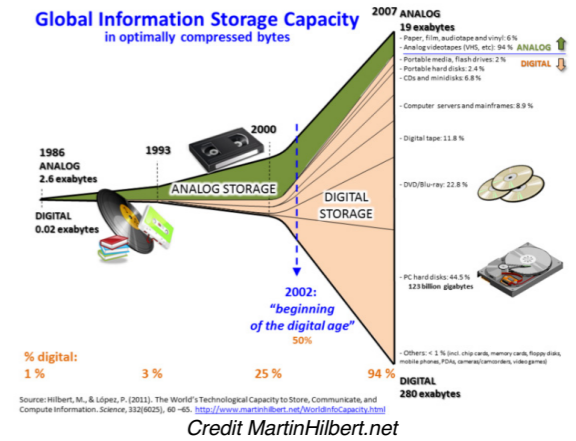 Global Information Storage Capacity
in optimally compressed bytes
2007 ANALOG
19 exabytes
- Paper, film, audiotape and vinyl: 6 %
- Analog videotapes (VHS, etc): 94 % ANALOG
- Portable media, flash drives: 2 % DIGITAL
- Portable hard disks: 2.4 %
- CDs and minidisks: 6.8 %
- Computer servers and mainframes: 8.9 %
- Digital tape: 11.8 %
- DVD/Blu-ray: 22.8 %
- PC hard disks: 44.5 %
123 billion gigabytes
- Others: < 1 % (incl. chip cards, memory cards, floppy disks,
mobile phones, PDAs, cameras/camcorders, video games)
DIGITAL
280 exabytes
1986
ANALOG
2.6 exabytes
DIGITAL
0.02 exabytes
1993
2000
ANALOG STORAGE
DIGITAL
STORAGE
2002:
"beginning
of the digital age"
50%
% digital:
1 % 3 % 25 % 94 %
Source: Hilbert, M., & López, P. (2011). The World's Technological Capacity to Store, Communicate, and
Compute Information. Science, 332(6025), 60 –65. http://www.martinhilbert.net/WorldInfoCapacity.html
Credit MartinHilbert.net